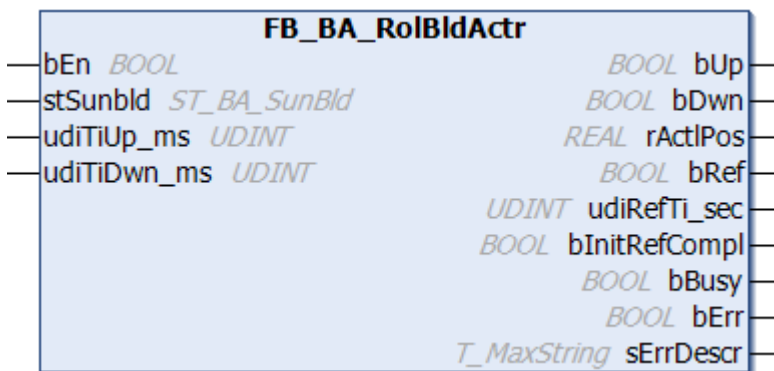 FB_BA_RolBldActr
bEn BOOL BOOL bUp
stSunbld ST_BA_SunBld BOOL bDwn
udiTiUp_ms UDINT REAL rActlPos
udiTiDwn_ms UDINT BOOL bRef
UDINT udiRefTi_sec
BOOL bInitRefCompl
BOOL bBusy
BOOL bErr
T_MaxString sErrDescr